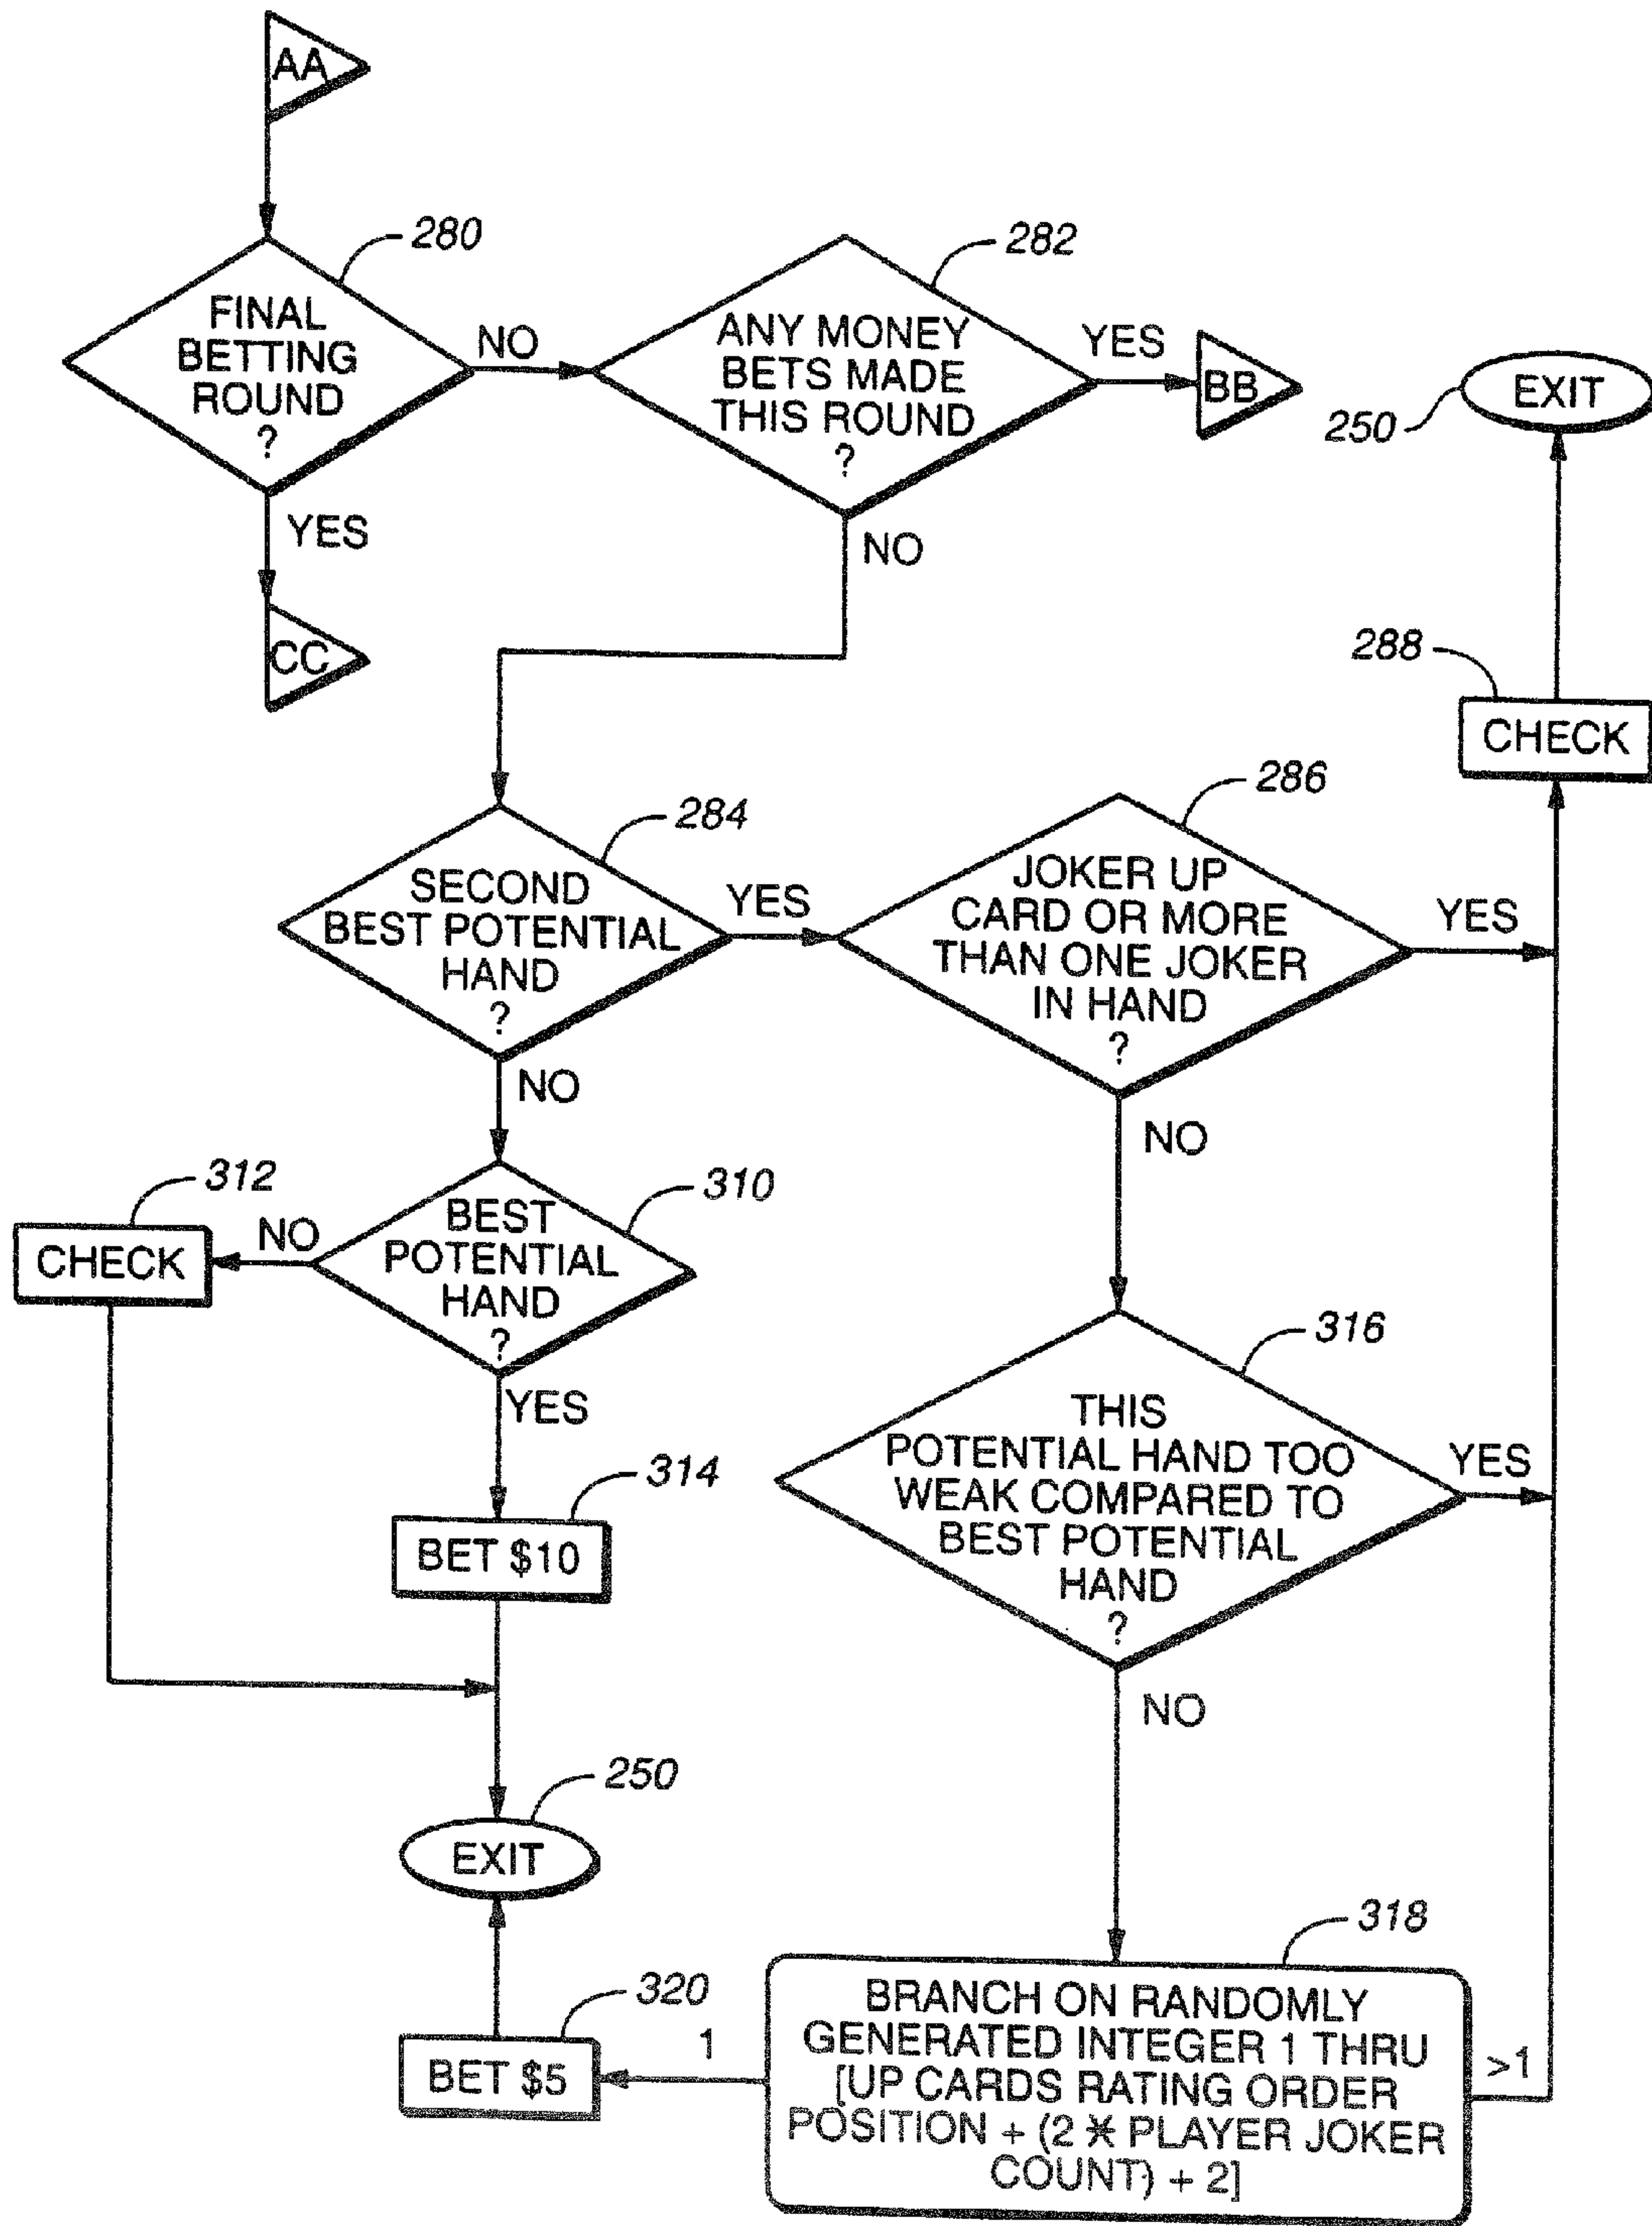 AA
280
FINAL
BETTING
ROUND
?
NO
YES
CC
282
ANY MONEY
BETS MADE
THIS ROUND
?
YES
BB
NO
EXIT
250
288
CHECK
284
SECOND
BEST POTENTIAL
HAND
?
YES
NO
286
JOKER UP
CARD OR MORE
THAN ONE JOKER
IN HAND
?
YES
NO
310
BEST
POTENTIAL
HAND
?
NO
312
CHECK
YES
314
BET $10
316
THIS
POTENTIAL HAND TOO
WEAK COMPARED TO
BEST POTENTIAL
HAND
?
YES
NO
250
EXIT
318
BRANCH ON RANDOMLY
GENERATED INTEGER 1 THRU
[UP CARDS RATING ORDER
POSITION + (2 * PLAYER JOKER
COUNT) + 2]
>1
1
320
BET $5